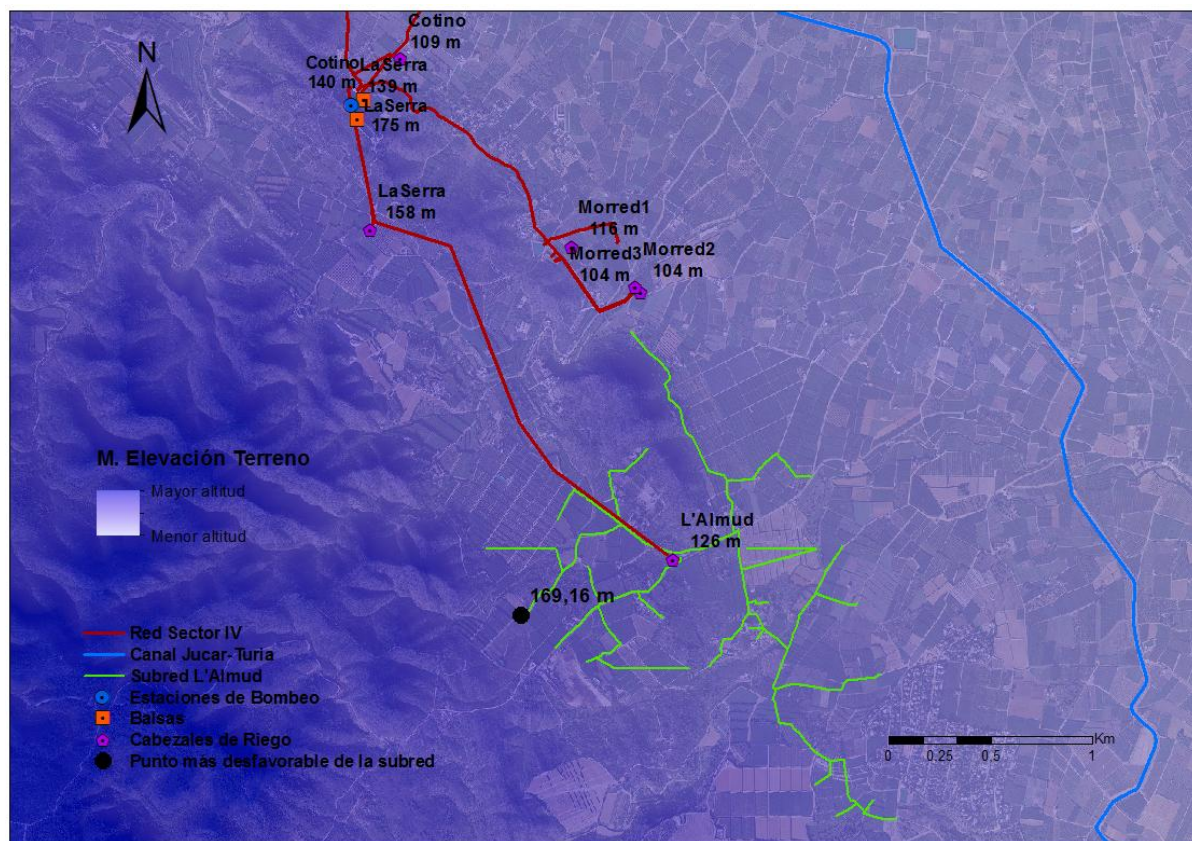 Cotino
109 m
N
Cotino
140 m
LaSerra
139 m
LaSerra
175 m
LaSerra
158 m
Morred1
116 m
Morred3
104 m
Morred2
104 m
M. Elevación Terreno
Mayor altitud
Menor altitud
L'Almud
126 m
169,16 m
Red Sector IV
Canal Jucar-Turia
Subred L'Almud
Estaciones de Bombeo
Balsas
Cabezales de Riego
Punto más desfavorable de la subred
Km
0 0.25 0.5 1